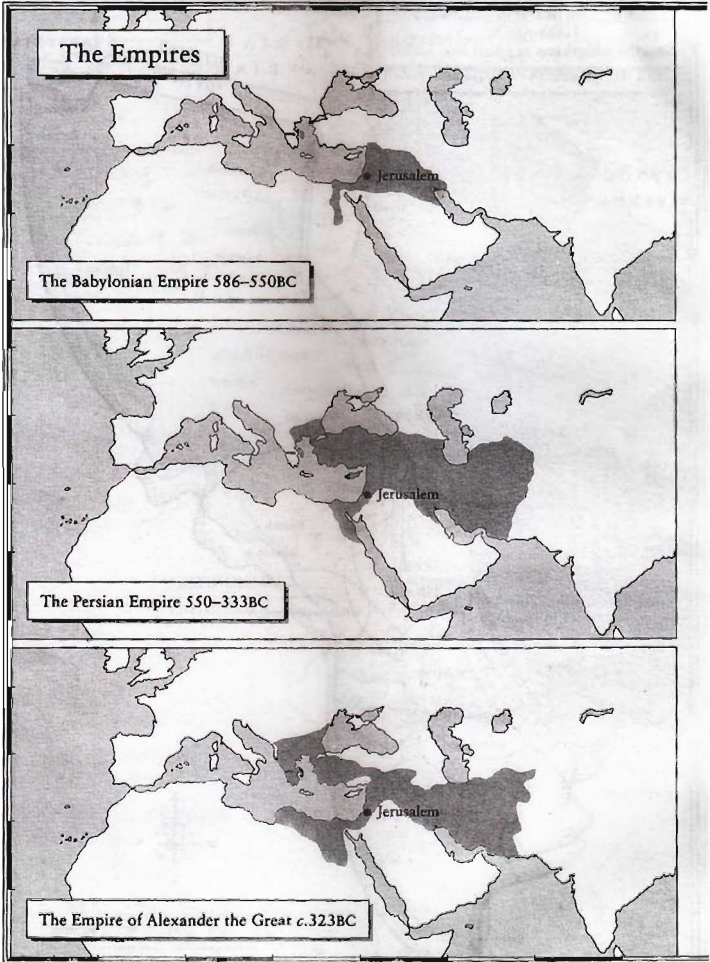 The Empires
Jerusalem
The Babylonian Empire 586–550BC
Jerusalem
The Persian Empire 550–333BC
Jerusalem
The Empire of Alexander the Great c.323BC